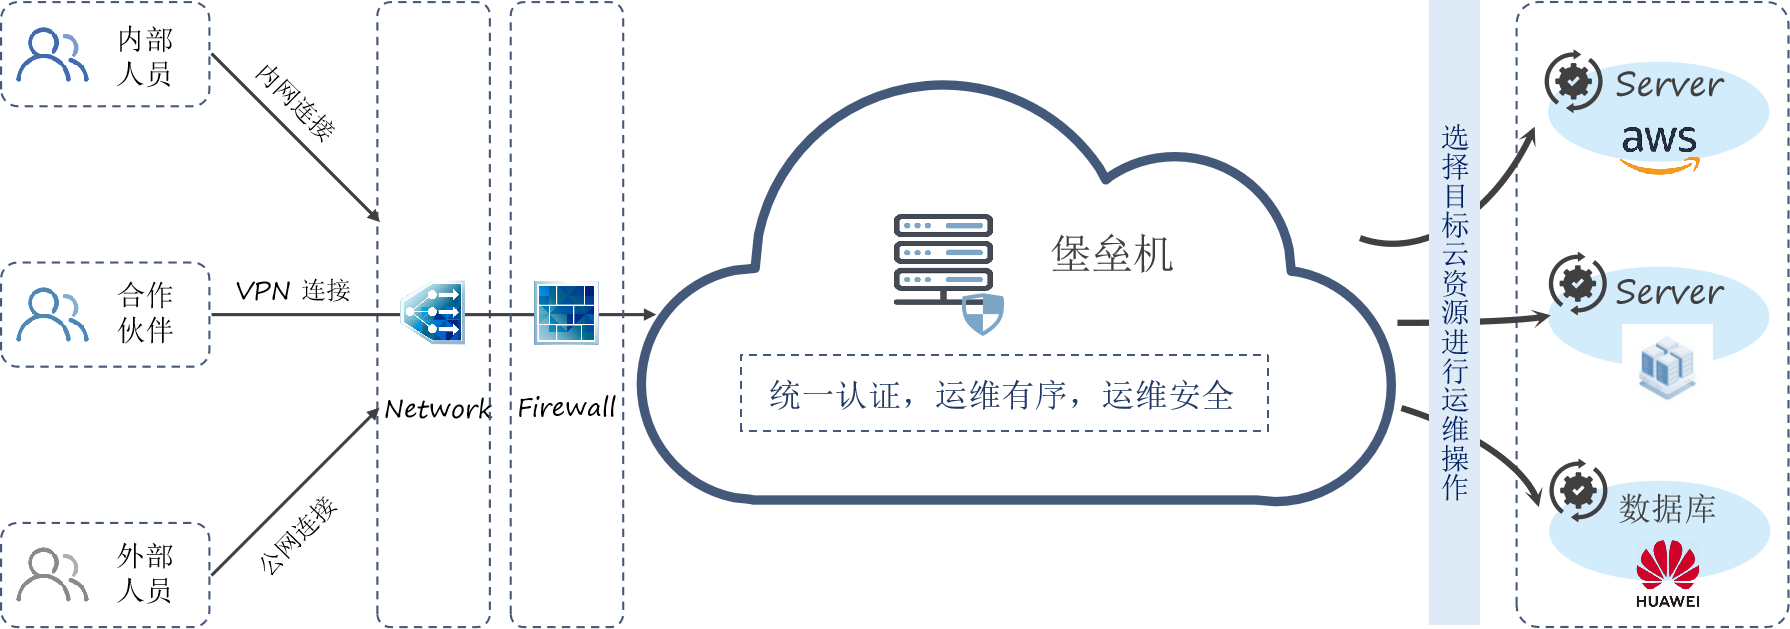 内部
人员
内网连接
合作
伙伴
VPN 连接
外部
人员
公网连接
Network
Firewall
堡垒机
统一认证，运维有序，运维安全
选择目标云资源进行运维操作
Server
aws
Server
数据库
HUAWEI